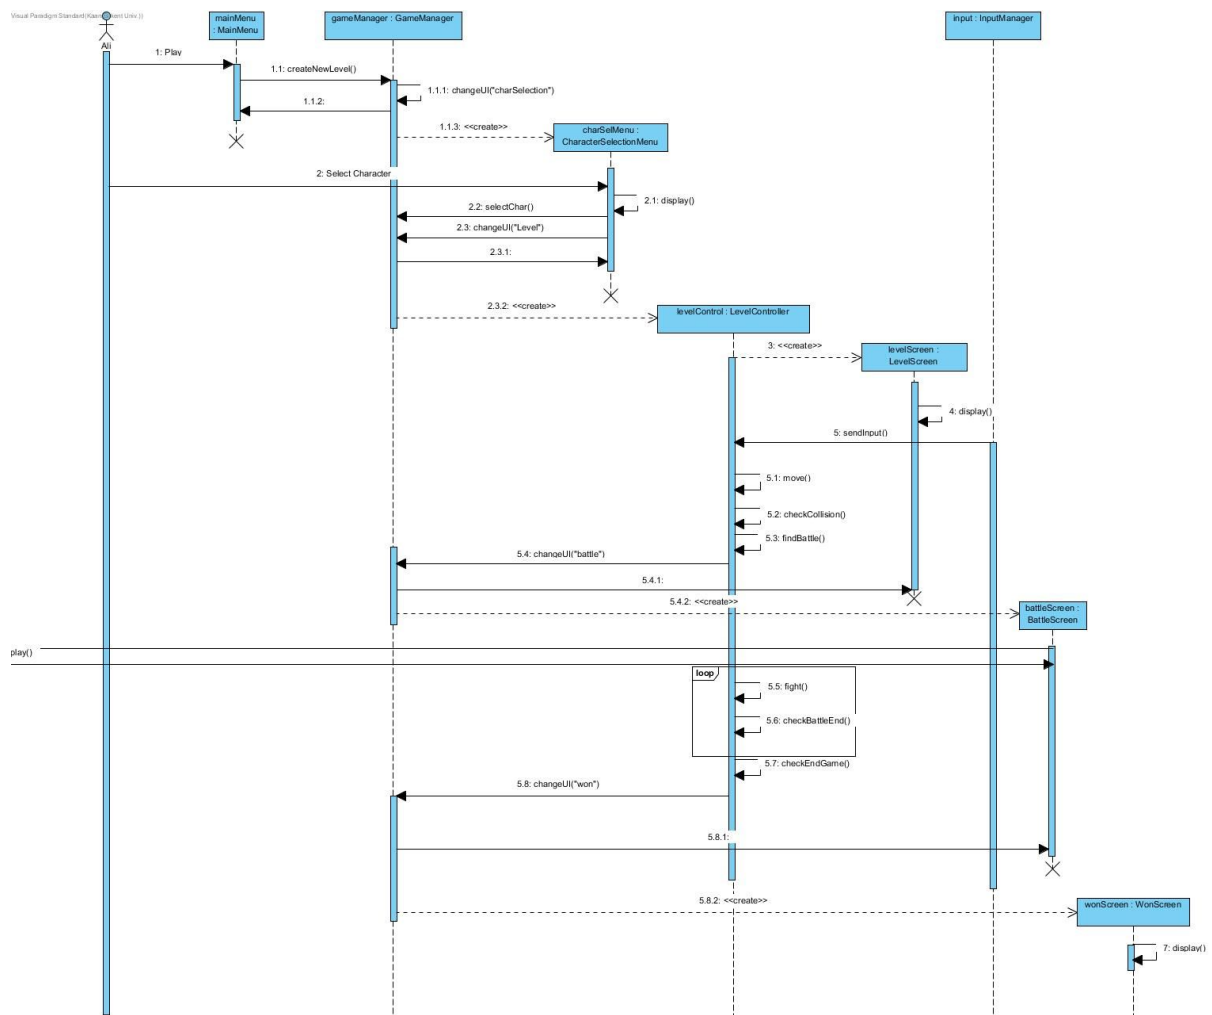 Visual Paradigm Standard(Kaan
ent Univ.))
mainMenu
: MainMenu
gameManager : GameManager
input : InputManager
Ali
1: Play
1.1: createNewLevel()
1.1.1: changeUI("charSelection")
1.1.2:
1.1.3: <<create>>
charSelMenu :
CharacterSelectionMenu
2: Select Character
2.1: display()
2.2: selectChar()
2.3: changeUI("Level")
2.3.1:
2.3.2: <<create>>
levelControl : LevelController
3: <<create>>
levelScreen :
LevelScreen
4: display()
5: sendInput()
5.1: move()
5.2: checkCollision()
5.3: findBattle()
5.4: changeUI("battle")
5.4.1:
5.4.2: <<create>>
battleScreen :
BattleScreen
play()
loop
5.5: fight()
5.6: checkBattleEnd()
5.7: checkEndGame()
5.8: changeUI("won")
5.8.1:
5.8.2: <<create>>
wonScreen : WonScreen
7: display()